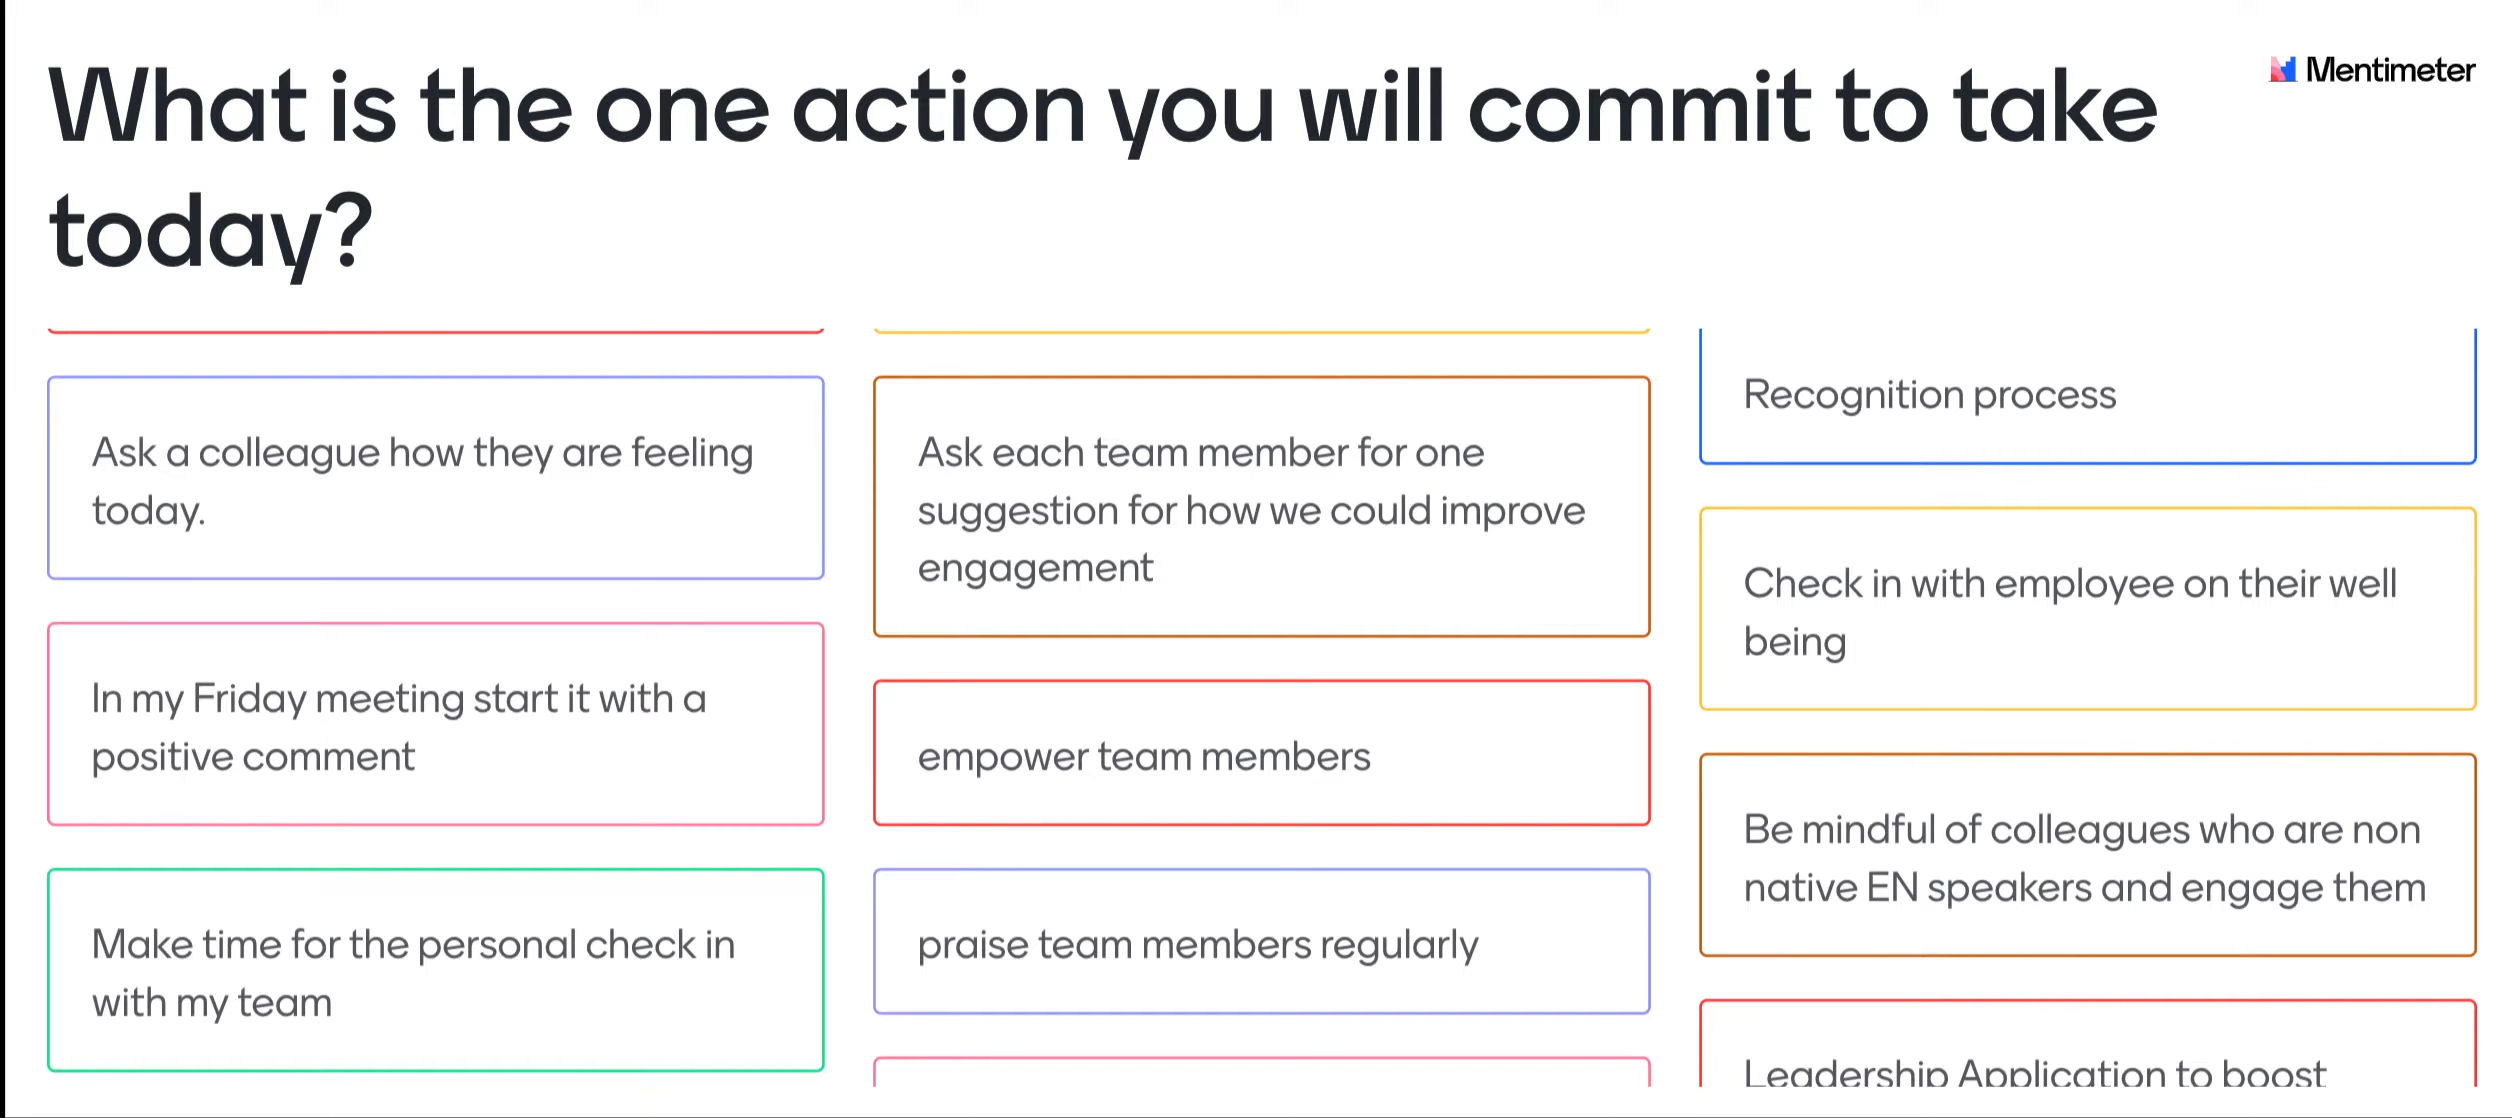 What is the one action you will commit to take
today?
Mentimeter
Ask a colleague how they are feeling
today.
In my Friday meeting start it with a
positive comment
Make time for the personal check in
with my team
Ask each team member for one
suggestion for how we could improve
engagement
empower team members
praise team members regularly
Recognition process
Check in with employee on their well
being
Be mindful of colleagues who are non
native EN speakers and engage them
Leadership Application to boost